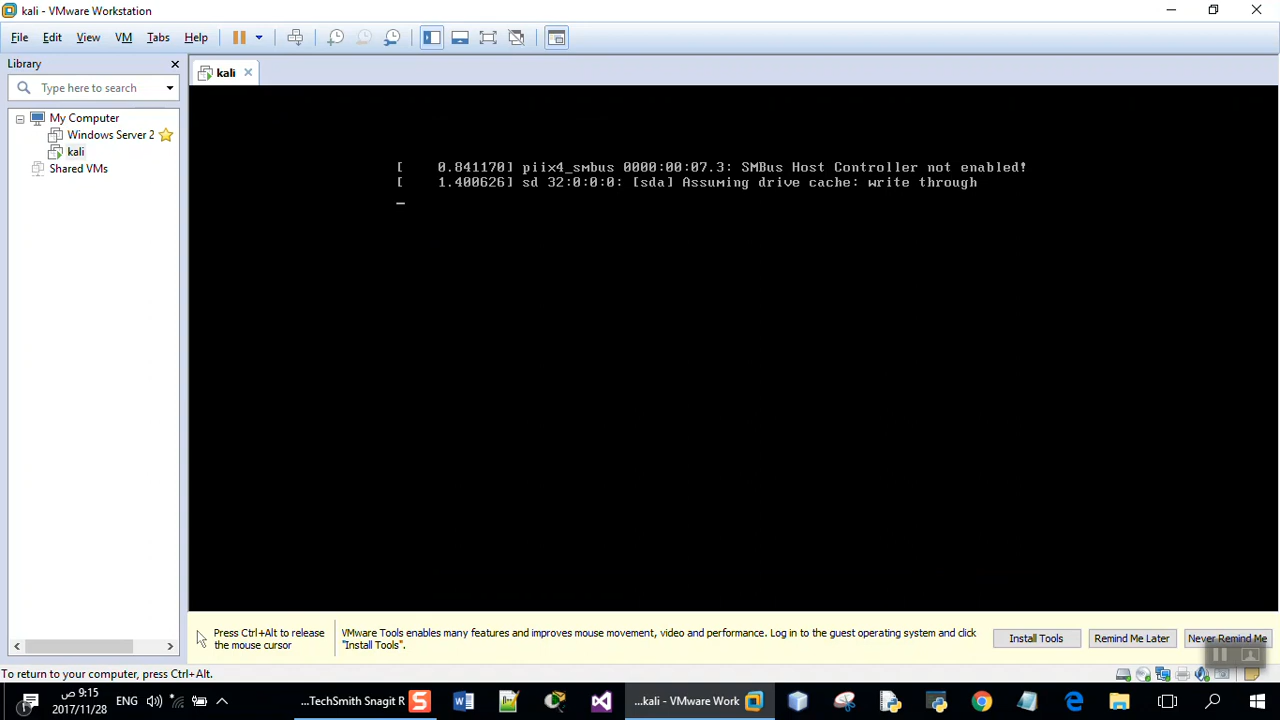 kali - VMware Workstation
File Edit View VM Tabs Help
Library
kali
Type here to search
My Computer
Windows Server 2
kali
Shared VMs
[    0.841170] piix4_smbus 0000:00:07.3: SMBus Host Controller not enabled!
[    1.400626] sd 32:0:0:0: [sda] Assuming drive cache: write through
Press Ctrl+Alt to release
the mouse cursor
VMware Tools enables many features and improves mouse movement, video and performance. Log in to the guest operating system and click
"Install Tools".
Install Tools
Remind Me Later
Never Remind Me
To return to your computer, press Ctrl+Alt.
9:15 ص
2017/11/28
ENG
...TechSmith Snagit R
...kali - VMware Work